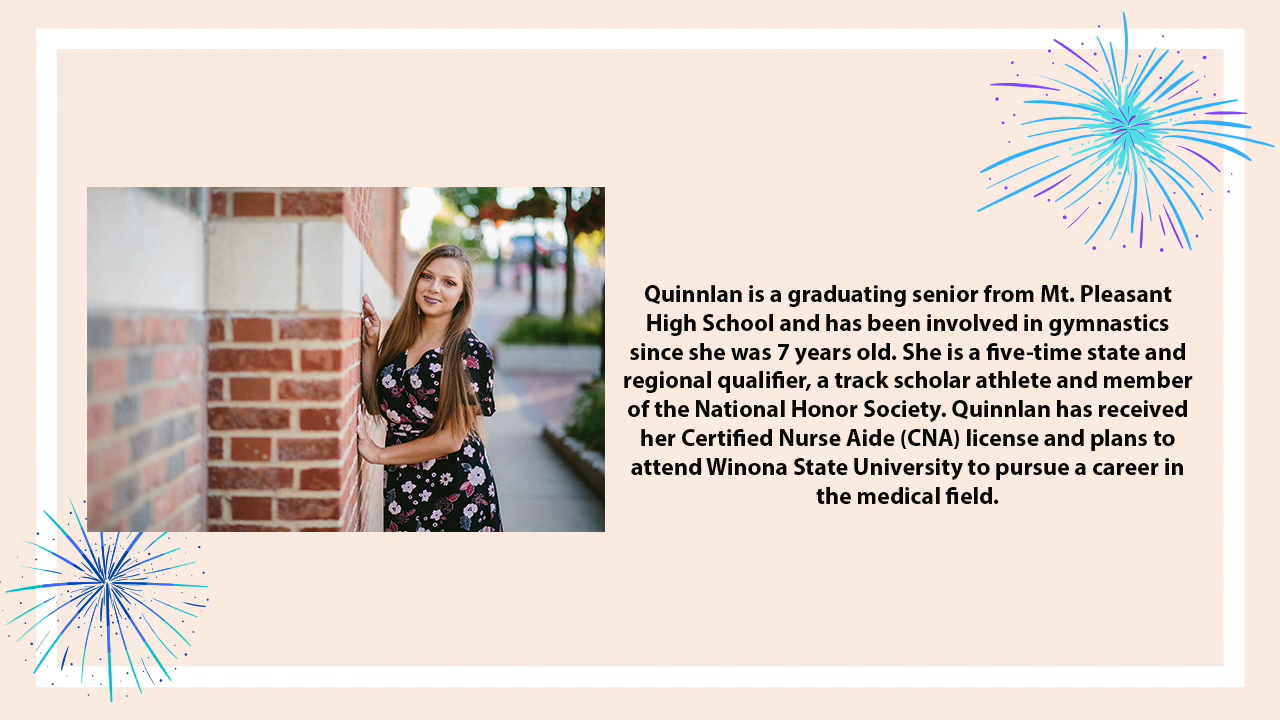 Quinnlan is a graduating senior from Mt. Pleasant
High School and has been involved in gymnastics
since she was 7 years old. She is a five-time state and
regional qualifier, a track scholar athlete and member
of the National Honor Society. Quinnlan has received
her Certified Nurse Aide (CNA) license and plans to
attend Winona State University to pursue a career in
the medical field.